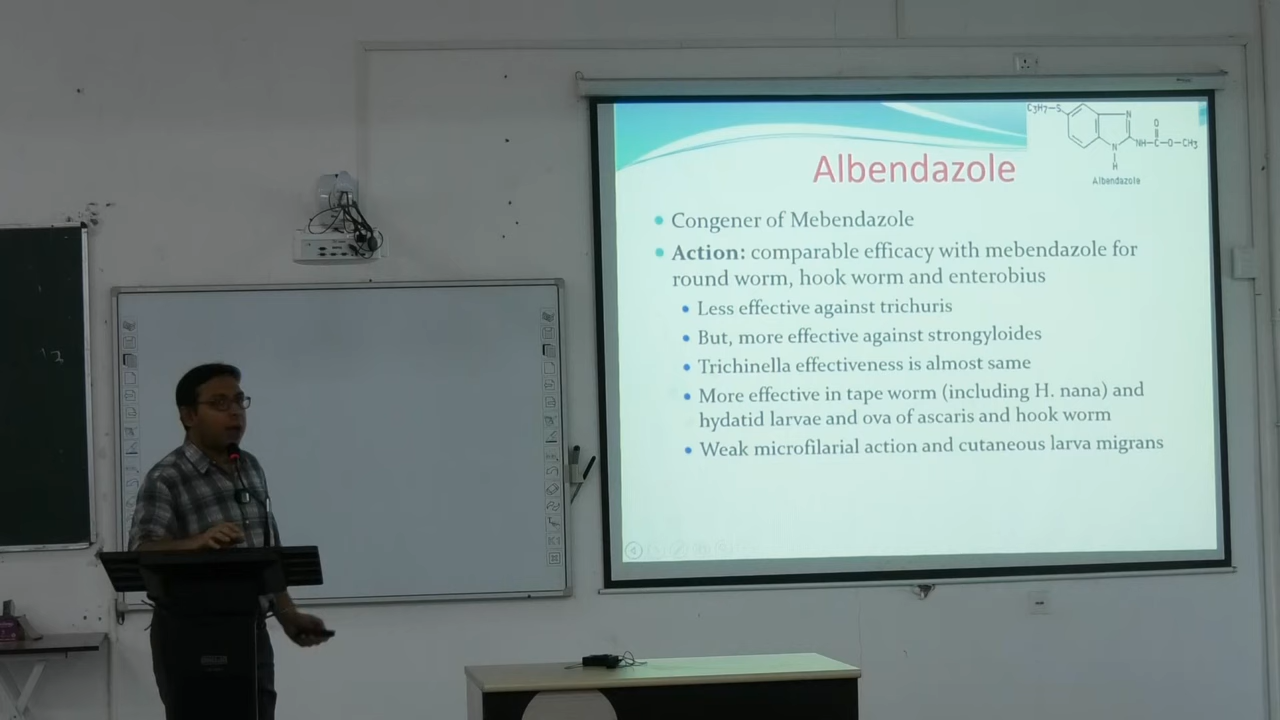 C₃H₇—S
N
O
NH—C—O—CH₃
N
H
Albendazole
Albendazole
Congener of Mebendazole
Action: comparable efficacy with mebendazole for
round worm, hook worm and enterobius
Less effective against trichuris
But, more effective against strongyloides
Trichinella effectiveness is almost same
More effective in tape worm (including H. nana) and
hydatid larvae and ova of ascaris and hook worm
Weak microfilarial action and cutaneous larva migrans